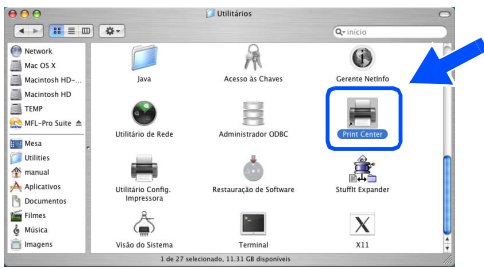 Utilitários
início
Network
Mac OS X
Macintosh HD-...
Macintosh HD
TEMP
MFL-Pro Suite
Mesa
Utilities
manual
Aplicativos
Documentos
Filmes
Música
Imagens
Java
Acesso às Chaves
Gerente NetInfo
Utilitário de Rede
Administrador ODBC
Print Center
Utilitário Config.
Impressora
Restauração de Software
StuffIt Expander
Visão do Sistema
Terminal
X11
1 de 27 selecionado, 11.31 GB disponíveis